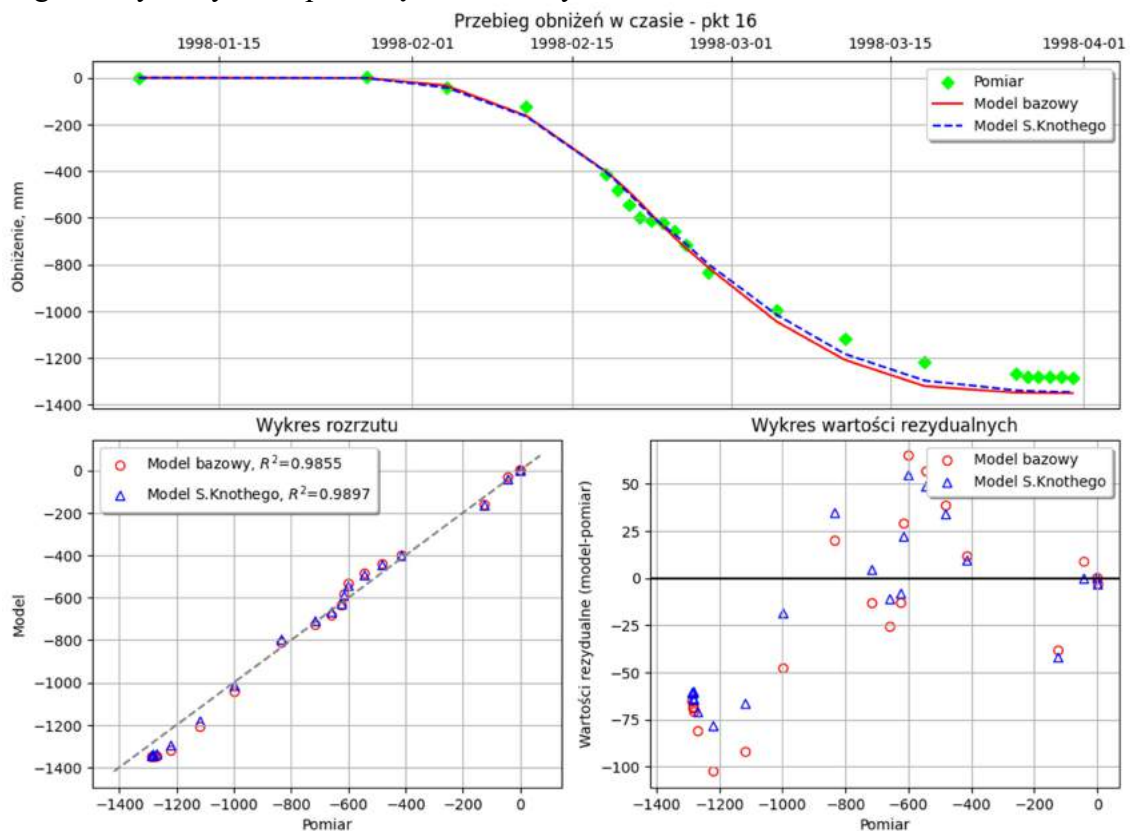 Przebieg obniżeń w czasie - pkt 16
1998-01-15 1998-02-01 1998-02-15 1998-03-01 1998-03-15 1998-04-01
Obniżenie, mm
0
−200
−400
−600
−800
−1000
−1200
−1400
Pomiar
Model bazowy
Model S.Knothego
Wykres rozrzutu
Model
0
−200
−400
−600
−800
−1000
−1200
−1400
Model bazowy, R²=0.9855
Model S.Knothego, R²=0.9897
−1400 −1200 −1000 −800 −600 −400 −200 0
Pomiar
Wykres wartości rezydualnych
Wartości rezydualne (model-pomiar)
50
25
0
−25
−50
−75
−100
Model bazowy
Model S.Knothego
−1400 −1200 −1000 −800 −600 −400 −200 0
Pomiar